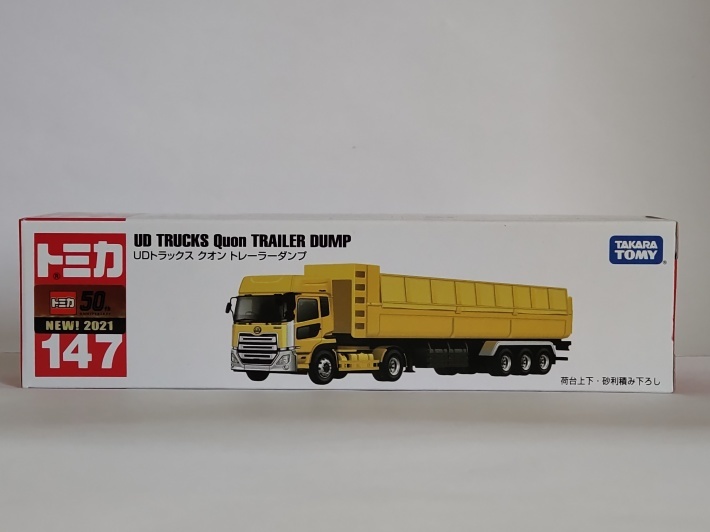 UD TRUCKS Quon TRAILER DUMP
UDトラックス クオン トレーラーダンプ
トミカ
トミカ 50th
NEW! 2021
147
TAKARA TOMY
荷台上下・砂利積み下ろし